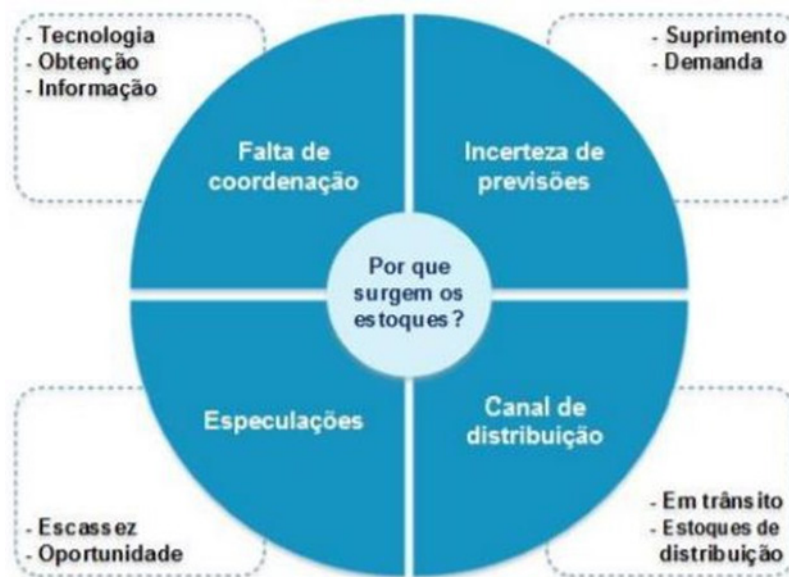 - Tecnologia
- Obtenção
- Informação
- Suprimento
- Demanda
Falta de
coordenação
Incerteza de
previsões
Por que
surgem os
estoques?
Especulações
Canal de
distribuição
- Escassez
- Oportunidade
- Em trânsito
- Estoques de
distribuição